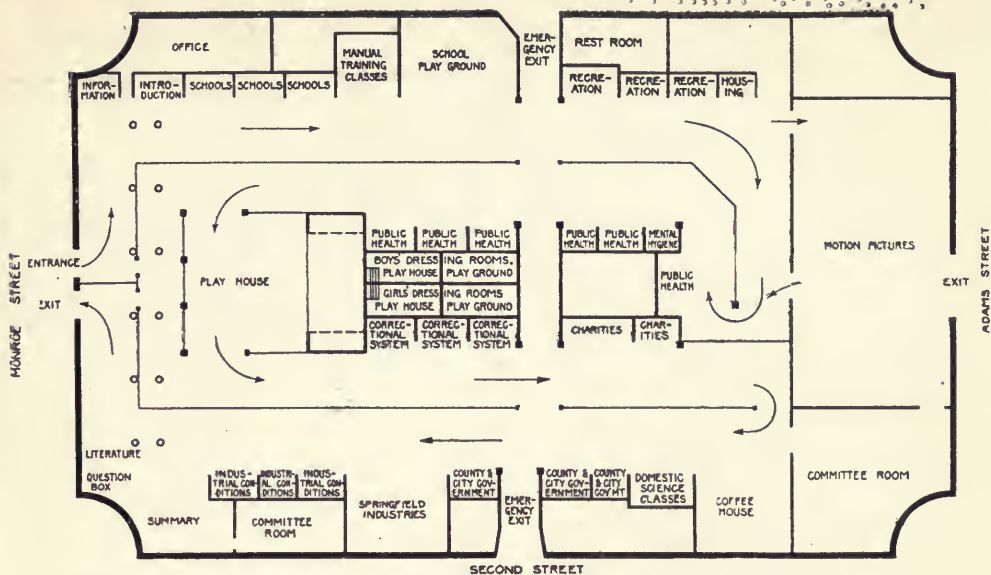 OFFICE
MANUAL
TRAINING
CLASSES
SCHOOL
PLAY GROUND
EMER-
GENCY
EXIT
REST ROOM
INFOR-
MATION
INTRO-
DUCTION
SCHOOLS
SCHOOLS
SCHOOLS
RECRE-
ATION
RECRE-
ATION
RECRE-
ATION
HOUS-
ING
MONROE STREET
ENTRANCE
EXIT
PLAY HOUSE
PUBLIC
HEALTH
PUBLIC
HEALTH
PUBLIC
HEALTH
BOYS' DRESSING ROOMS.
PLAY HOUSE
PLAY GROUND
GIRLS' DRESSING ROOMS
PLAY HOUSE
PLAY GROUND
CORREC-
TIONAL
SYSTEM
CORREC-
TIONAL
SYSTEM
CORREC-
TIONAL
SYSTEM
PUBLIC
HEALTH
PUBLIC
HEALTH
MENTAL
HYGIENE
PUBLIC
HEALTH
CHARITIES
CHAR-
ITIES
MOTION PICTURES
EXIT
ADAMS STREET
LITERATURE
QUESTION
BOX
SUMMARY
INDUS-
TRIAL CON-
DITIONS
INDUSTRI-
AL CON-
DITIONS
INDUS-
TRIAL CON-
DITIONS
COMMITTEE
ROOM
SPRINGFIELD
INDUSTRIES
COUNTY &
CITY GOV-
ERNMENT
EMER-
GENCY
EXIT
COUNTY &
CITY GOV-
ERNMENT
COUNTY
& CITY
GOV'MT
DOMESTIC
SCIENCE
CLASSES
COFFEE
HOUSE
COMMITTEE ROOM
SECOND STREET